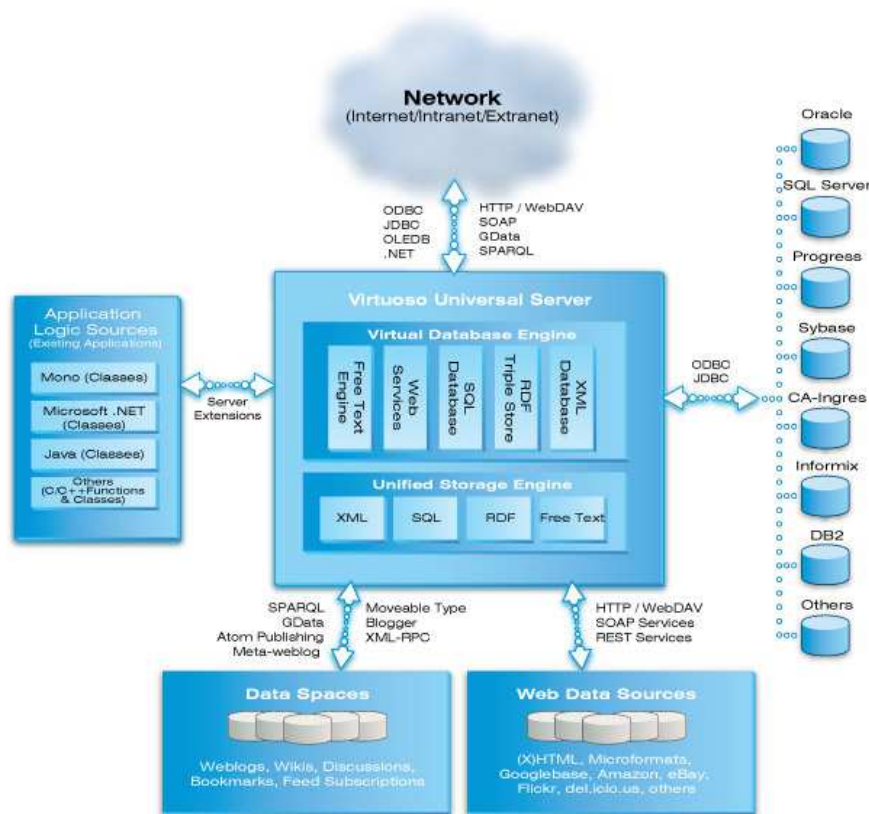 Network
(Internet/Intranet/Extranet)
ODBC
JDBC
OLEDB
.NET
HTTP / WebDAV
SOAP
GData
SPARQL
Application
Logic Sources
(Existing Applications)
Mono (Classes)
Microsoft .NET
(Classes)
Java (Classes)
Others
(C/C++Functions
& Classes)
Server
Extensions
Virtuoso Universal Server
Virtual Database Engine
Free Text
Engine
Web
Services
SQL
Database
RDF
Triple Store
XML
Database
Unified Storage Engine
XML
SQL
RDF
Free Text
ODBC
JDBC
Oracle
SQL Server
Progress
Sybase
CA-Ingres
Informix
DB2
Others
SPARQL
GData
Atom Publishing
Meta-weblog
Moveable Type
Blogger
XML-RPC
HTTP / WebDAV
SOAP Services
REST Services
Data Spaces
Weblogs, Wikis, Discussions,
Bookmarks, Feed Subscriptions
Web Data Sources
(X)HTML, Microformats,
Googlebase, Amazon, eBay,
Flickr, del.icio.us, others